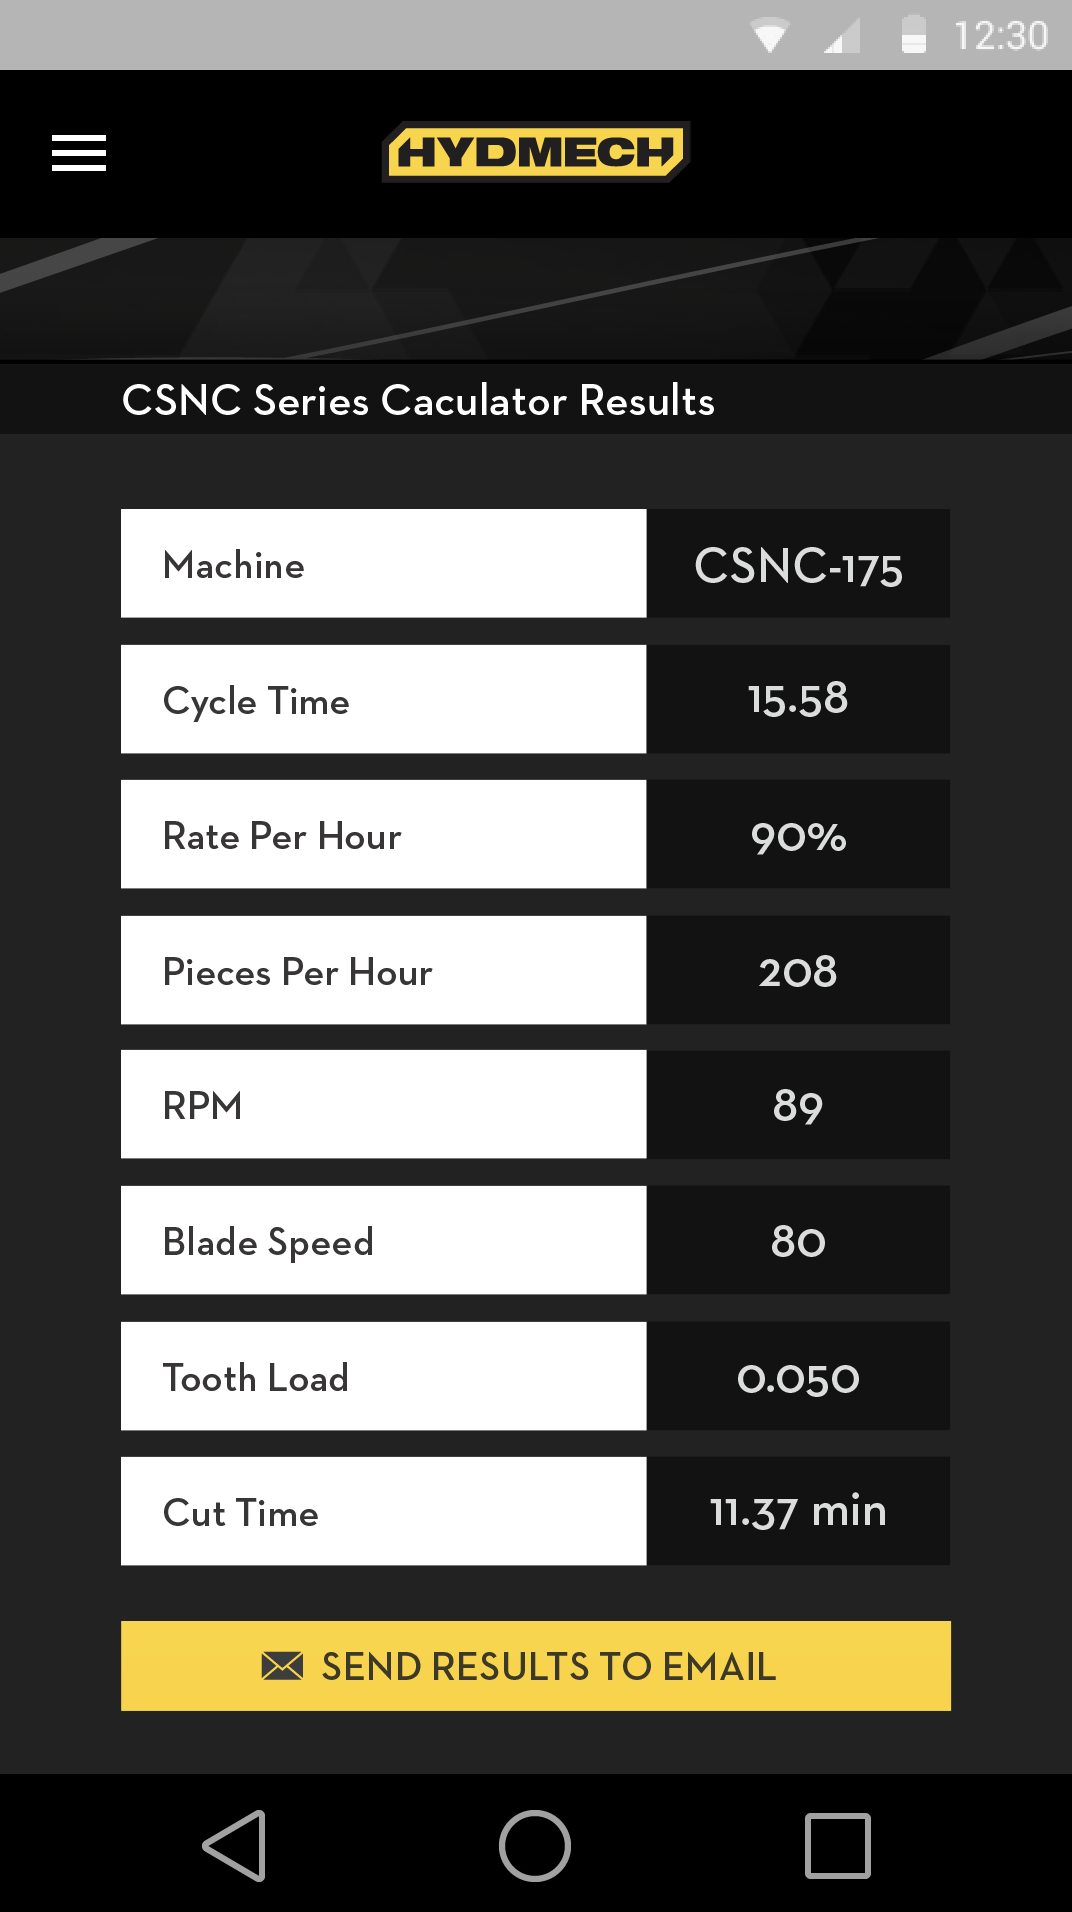 12:30
HYDMECH
CSNC Series Caculator Results
Machine
CSNC-175
Cycle Time
15.58
Rate Per Hour
90%
Pieces Per Hour
208
RPM
89
Blade Speed
80
Tooth Load
0.050
Cut Time
11.37 min
SEND RESULTS TO EMAIL